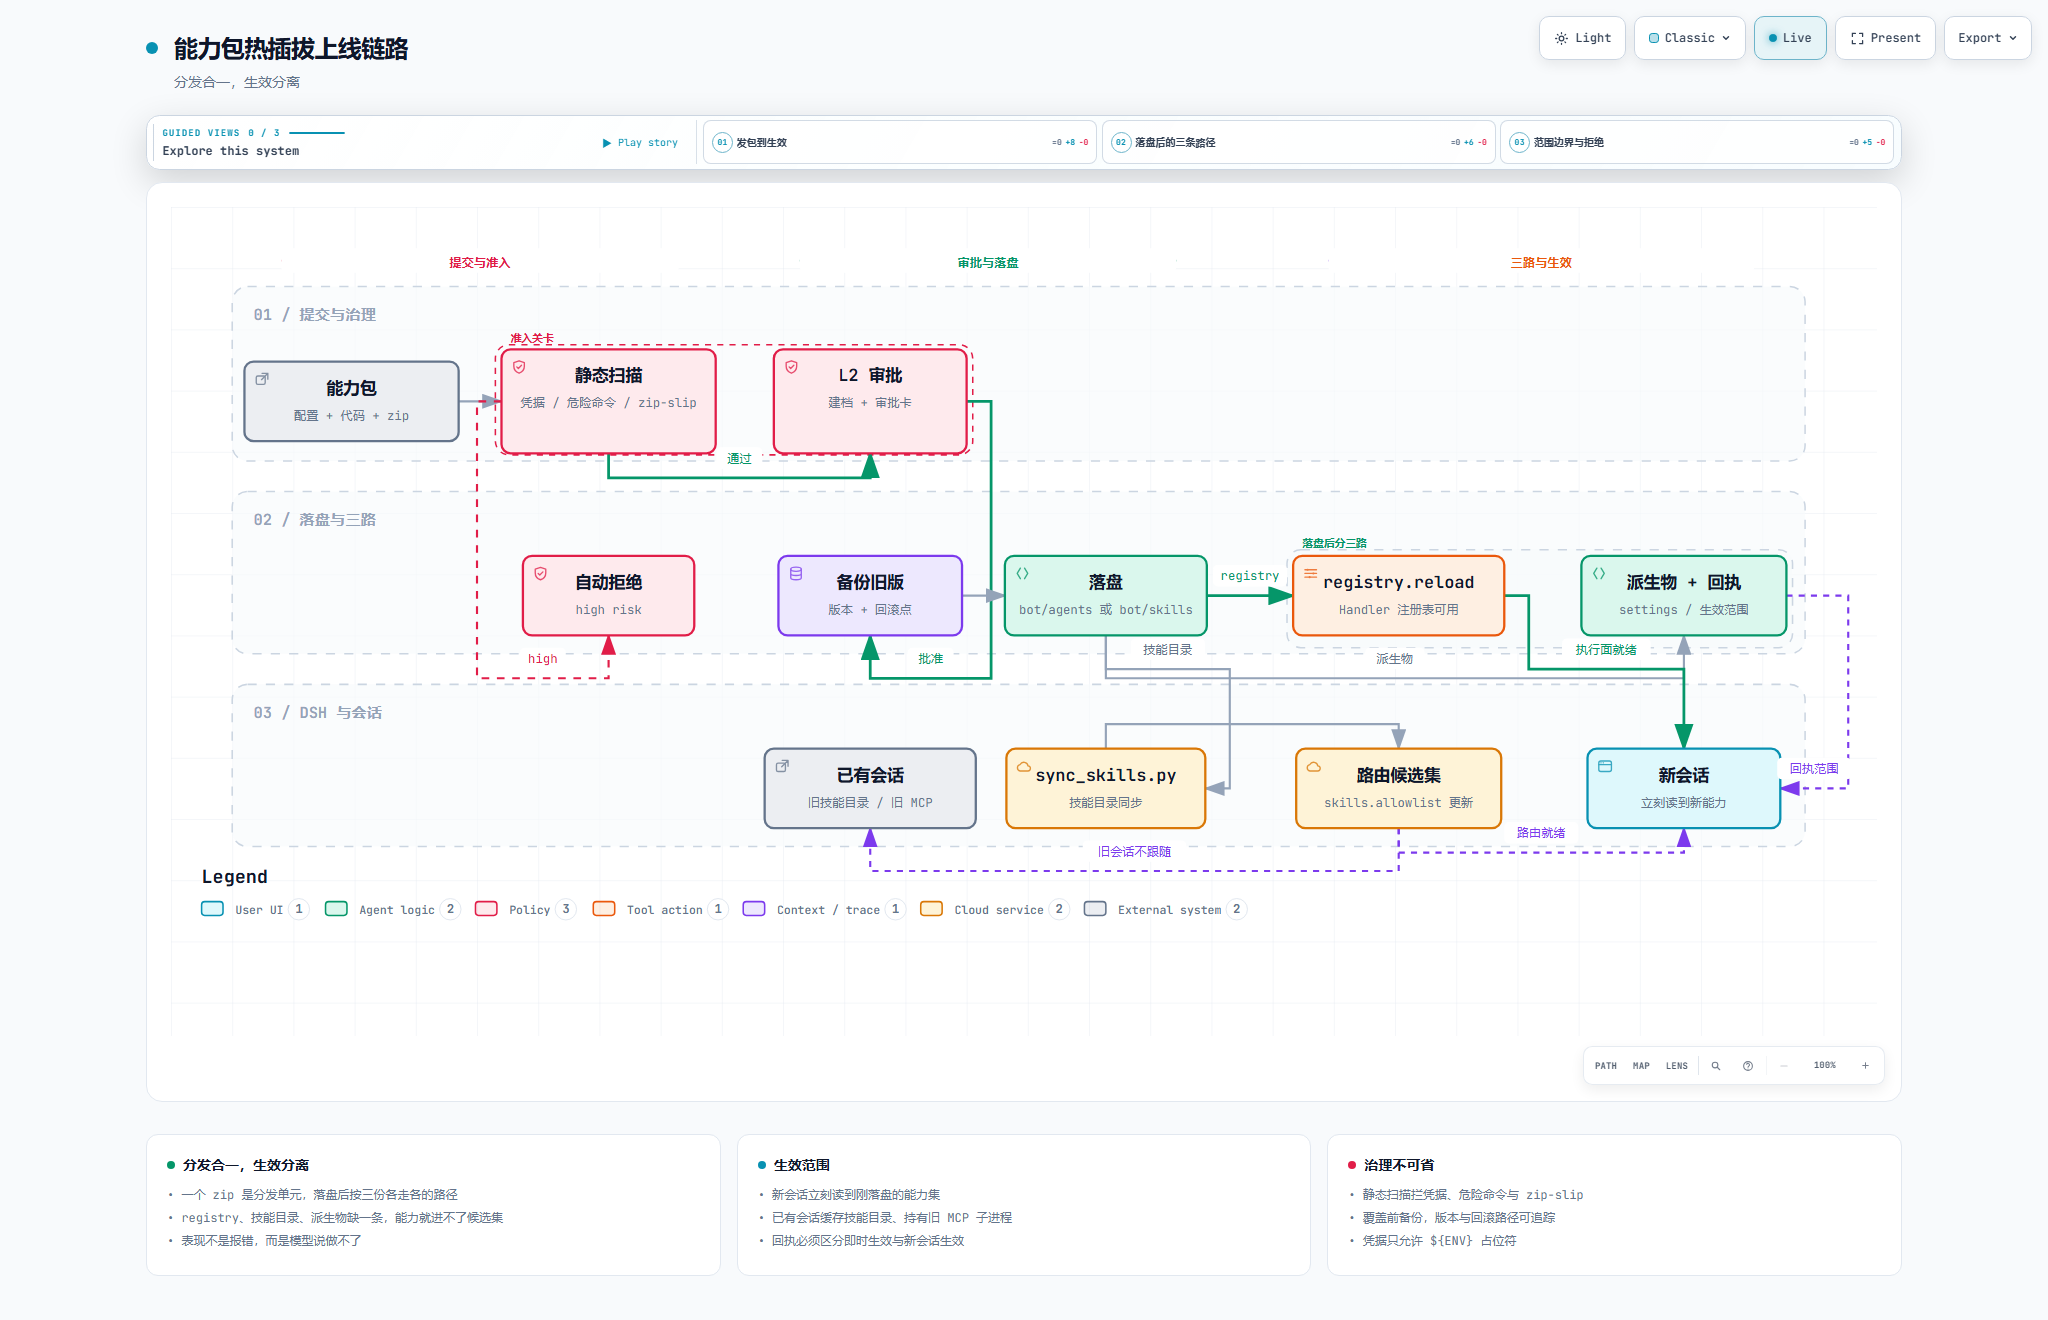 能力包热插拔上线链路
分发合一，生效分离
Light
Classic
Live
Present
Export
GUIDED VIEWS 0 / 3
Explore this system
Play story
01 发包到生效 =0 +8 -0
02 落盘后的三条路径 =0 +6 -0
03 范围边界与拒绝 =0 +5 -0
提交与准入
审批与落盘
三路与生效
01 / 提交与治理
准入关卡
能力包
配置 + 代码 + zip
静态扫描
凭据 / 危险命令 / zip-slip
L2 审批
建档 + 审批卡
通过
02 / 落盘与三路
落盘后分三路
自动拒绝
high risk
备份旧版
版本 + 回滚点
落盘
bot/agents 或 bot/skills
registry
registry.reload
Handler 注册表可用
派生物 + 回执
settings / 生效范围
high
批准
技能目录
派生物
执行面就绪
03 / DSH 与会话
已有会话
旧技能目录 / 旧 MCP
sync_skills.py
技能目录同步
路由候选集
skills.allowlist 更新
新会话
立刻读到新能力
回执范围
路由就绪
旧会话不跟随
Legend
User UI 1
Agent logic 2
Policy 3
Tool action 1
Context / trace 1
Cloud service 2
External system 2
PATH
MAP
LENS
100%
分发合一，生效分离
• 一个 zip 是分发单元，落盘后按三份各走各的路径
• registry、技能目录、派生物缺一条，能力就进不了候选集
• 表现不是报错，而是模型说做不了
生效范围
• 新会话立刻读到刚落盘的能力集
• 已有会话缓存技能目录、持有旧 MCP 子进程
• 回执必须区分即时生效与新会话生效
治理不可省
• 静态扫描拦凭据、危险命令与 zip-slip
• 覆盖前备份，版本与回滚路径可追踪
• 凭据只允许 ${ENV} 占位符